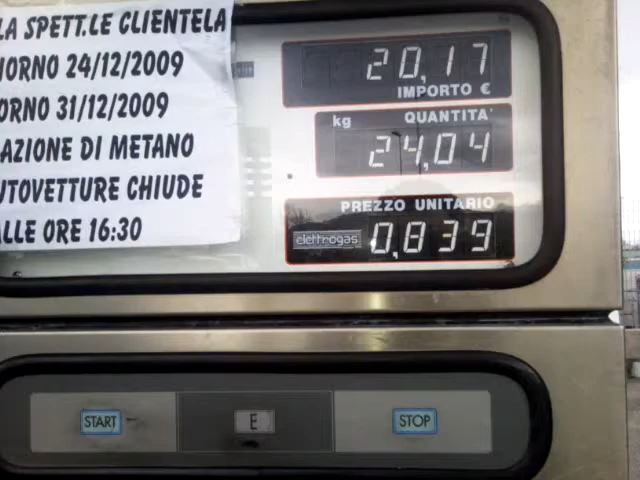 LA SPETT.LE CLIENTELA
IORNO 24/12/2009
ORNO 31/12/2009
AZIONE DI METANO
UTOVETTURE CHIUDE
ALLE ORE 16:30
20,17
IMPORTO €
kg QUANTITA'
24,04
PREZZO UNITARIO
elettrogas 0,839
START E STOP